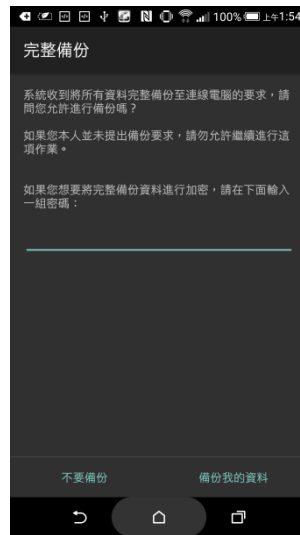 100% 上午1:54
完整備份
系統收到將所有資料完整備份至連線電腦的要求，請
問您允許進行備份嗎？
如果您本人並未提出備份要求，請勿允許繼續進行這
項作業。
如果您想要將完整備份資料進行加密，請在下面輸入
一組密碼：
不要備份
備份我的資料